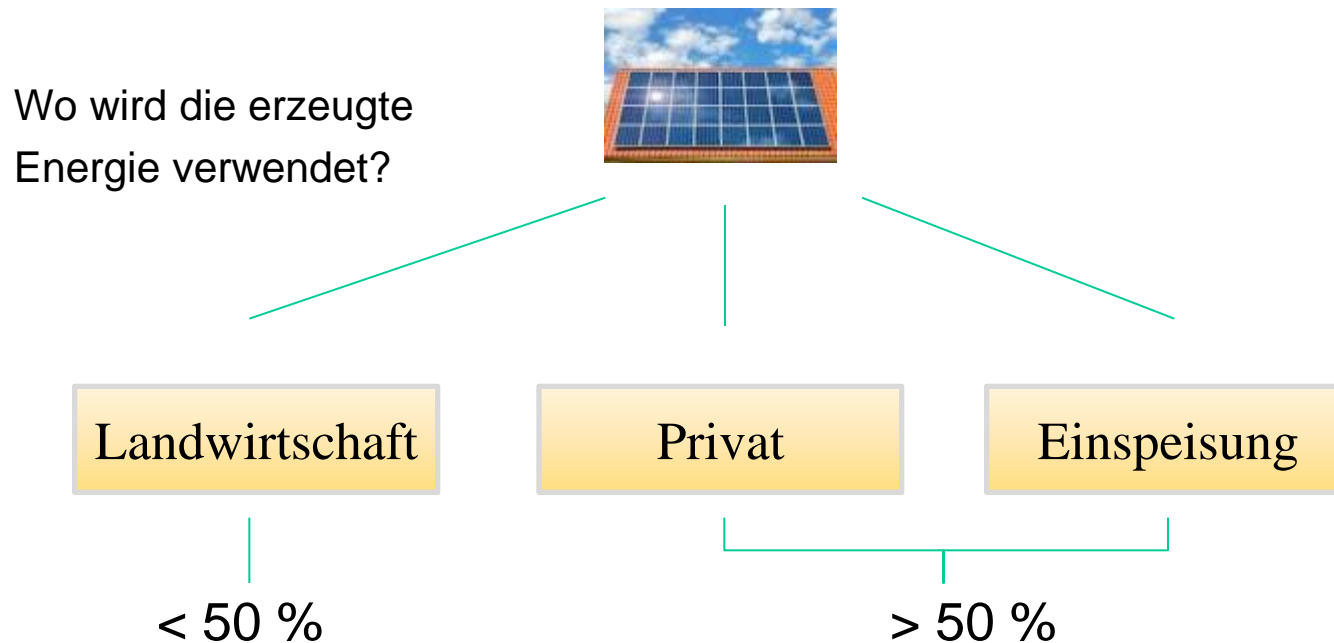 Wo wird die erzeugte
Energie verwendet?
Landwirtschaft
Privat
Einspeisung
< 50 %
> 50 %